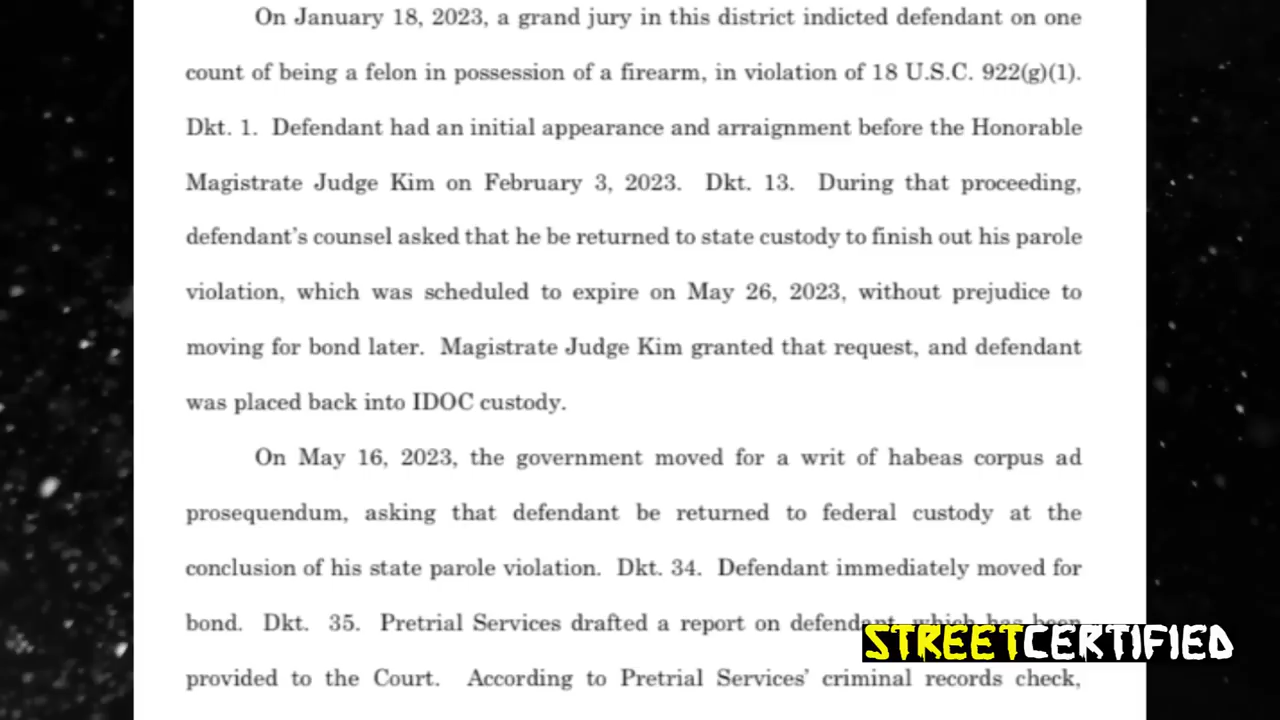 On January 18, 2023, a grand jury in this district indicted defendant on one
count of being a felon in possession of a firearm, in violation of 18 U.S.C. 922(g)(1).
Dkt. 1. Defendant had an initial appearance and arraignment before the Honorable
Magistrate Judge Kim on February 3, 2023. Dkt. 13. During that proceeding,
defendant's counsel asked that he be returned to state custody to finish out his parole
violation, which was scheduled to expire on May 26, 2023, without prejudice to
moving for bond later. Magistrate Judge Kim granted that request, and defendant
was placed back into IDOC custody.
On May 16, 2023, the government moved for a writ of habeas corpus ad
prosequendum, asking that defendant be returned to federal custody at the
conclusion of his state parole violation. Dkt. 34. Defendant immediately moved for
bond. Dkt. 35. Pretrial Services drafted a report on defendant, which has been
STREETCERTIFIED
provided to the Court. According to Pretrial Services' criminal records check,